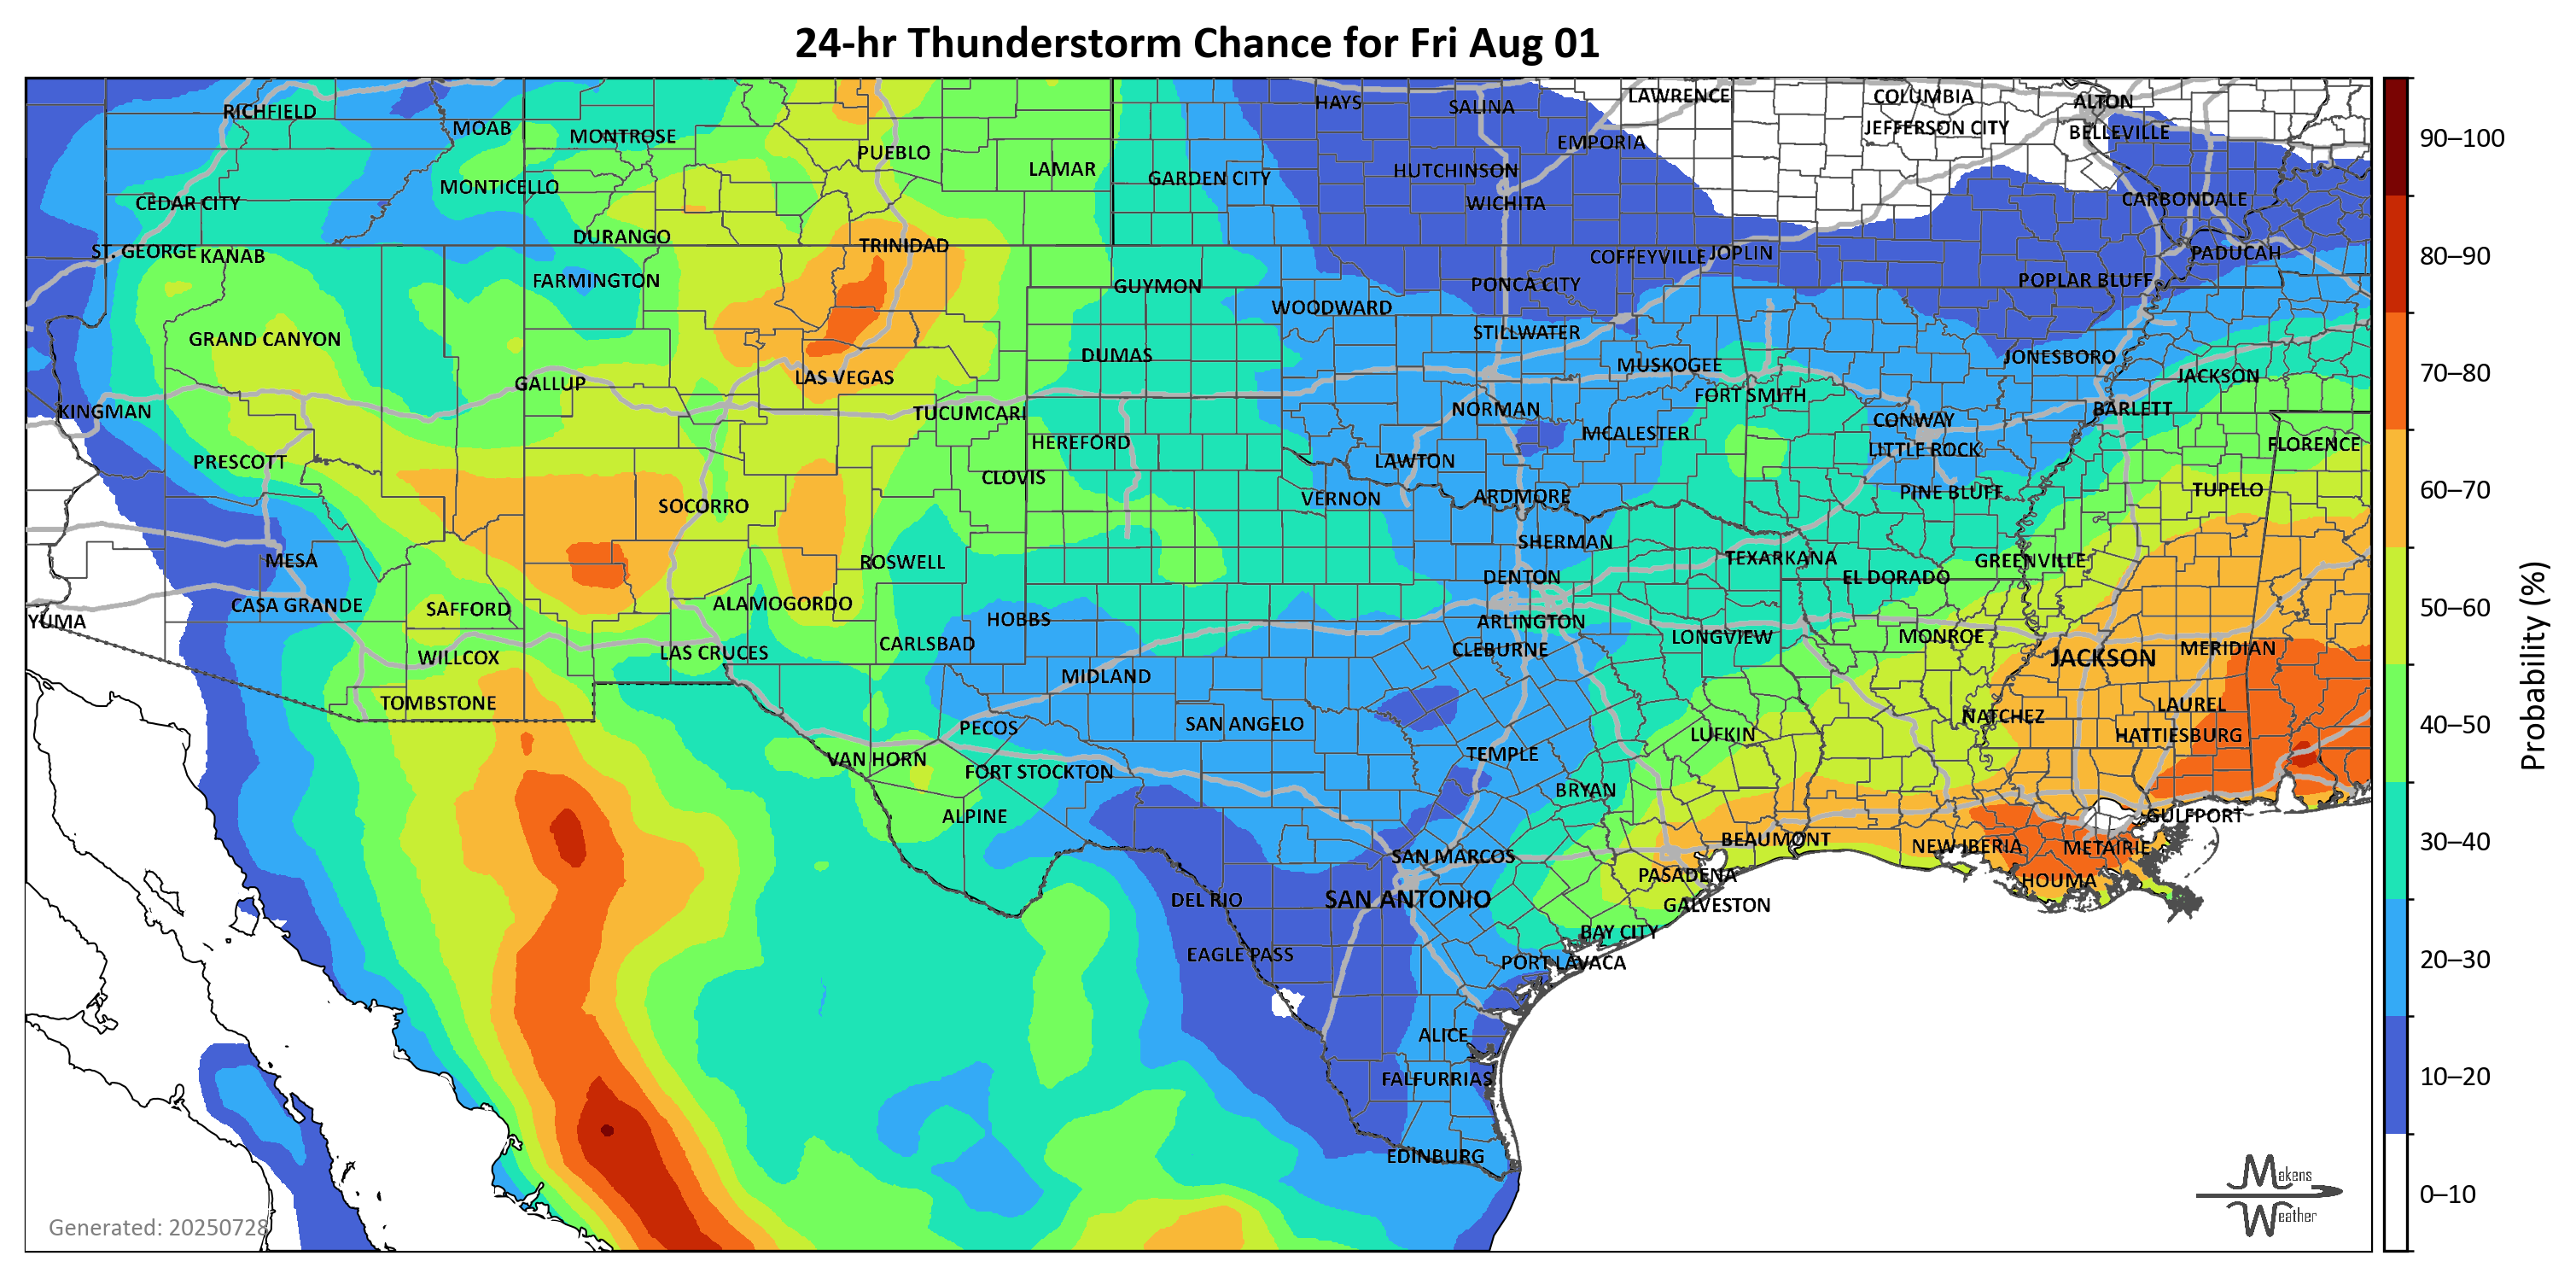 24-hr Thunderstorm Chance for Fri Aug 01
RICHFIELD
MOAB
MONTROSE
PUEBLO
LAMAR
GARDEN CITY
HAYS
SALINA
LAWRENCE
COLUMBIA
ALTON
JEFFERSON CITY
BELLEVILLE
EMPORIA
HUTCHINSON
WICHITA
MONTICELLO
CEDAR CITY
CARBONDALE
DURANGO
TRINIDAD
ST. GEORGE
KANAB
COFFEYVILLE
JOPLIN
PADUCAH
FARMINGTON
GUYMON
PONCA CITY
POPLAR BLUFF
WOODWARD
GRAND CANYON
STILLWATER
DUMAS
MUSKOGEE
JONESBORO
LAS VEGAS
GALLUP
JACKSON
FORT SMITH
KINGMAN
TUCUMCARI
NORMAN
BARLETT
CONWAY
HEREFORD
MCALESTER
LITTLE ROCK
FLORENCE
PRESCOTT
CLOVIS
LAWTON
SOCORRO
VERNON
ARDMORE
PINE BLUFF
TUPELO
MESA
ROSWELL
SHERMAN
TEXARKANA
GREENVILLE
DENTON
EL DORADO
CASA GRANDE
SAFFORD
ALAMOGORDO
YUMA
HOBBS
ARLINGTON
CARLSBAD
LONGVIEW
MONROE
WILLCOX
LAS CRUCES
CLEBURNE
JACKSON
MERIDIAN
MIDLAND
TOMBSTONE
PECOS
SAN ANGELO
NATCHEZ
LAUREL
LUFKIN
HATTIESBURG
VAN HORN
TEMPLE
FORT STOCKTON
BRYAN
ALPINE
GULFPORT
BEAUMONT
NEW IBERIA
METAIRIE
SAN MARCOS
PASADENA
HOUMA
DEL RIO
SAN ANTONIO
GALVESTON
BAY CITY
EAGLE PASS
PORT LAVACA
ALICE
FALFURRIAS
EDINBURG
Generated: 20250728
Makens
Weather
90–100
80–90
70–80
60–70
50–60
40–50
30–40
20–30
10–20
0–10
Probability (%)